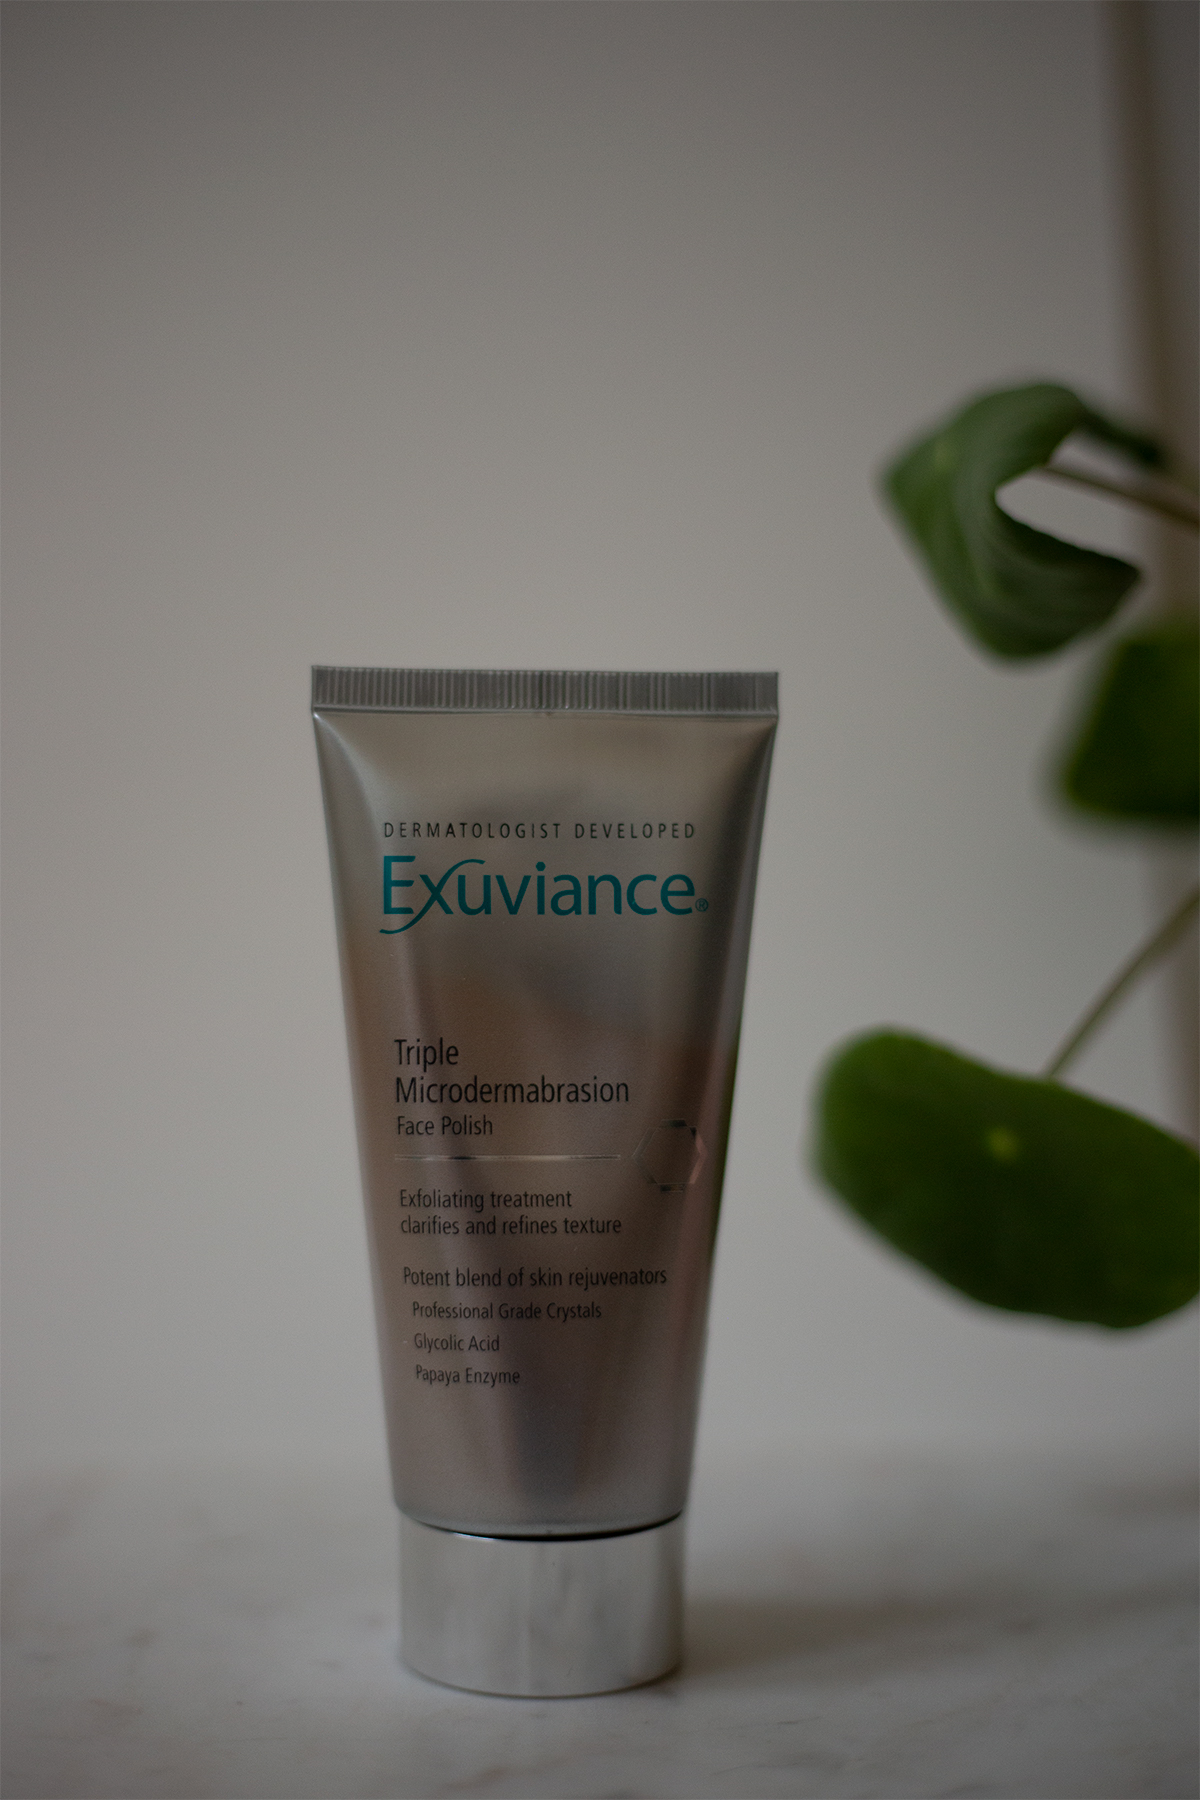 DERMATOLOGIST DEVELOPED
Exuviance®
Triple
Microdermabrasion
Face Polish
Exfoliating treatment
clarifies and refines texture
Potent blend of skin rejuvenators
Professional Grade Crystals
Glycolic Acid
Papaya Enzyme